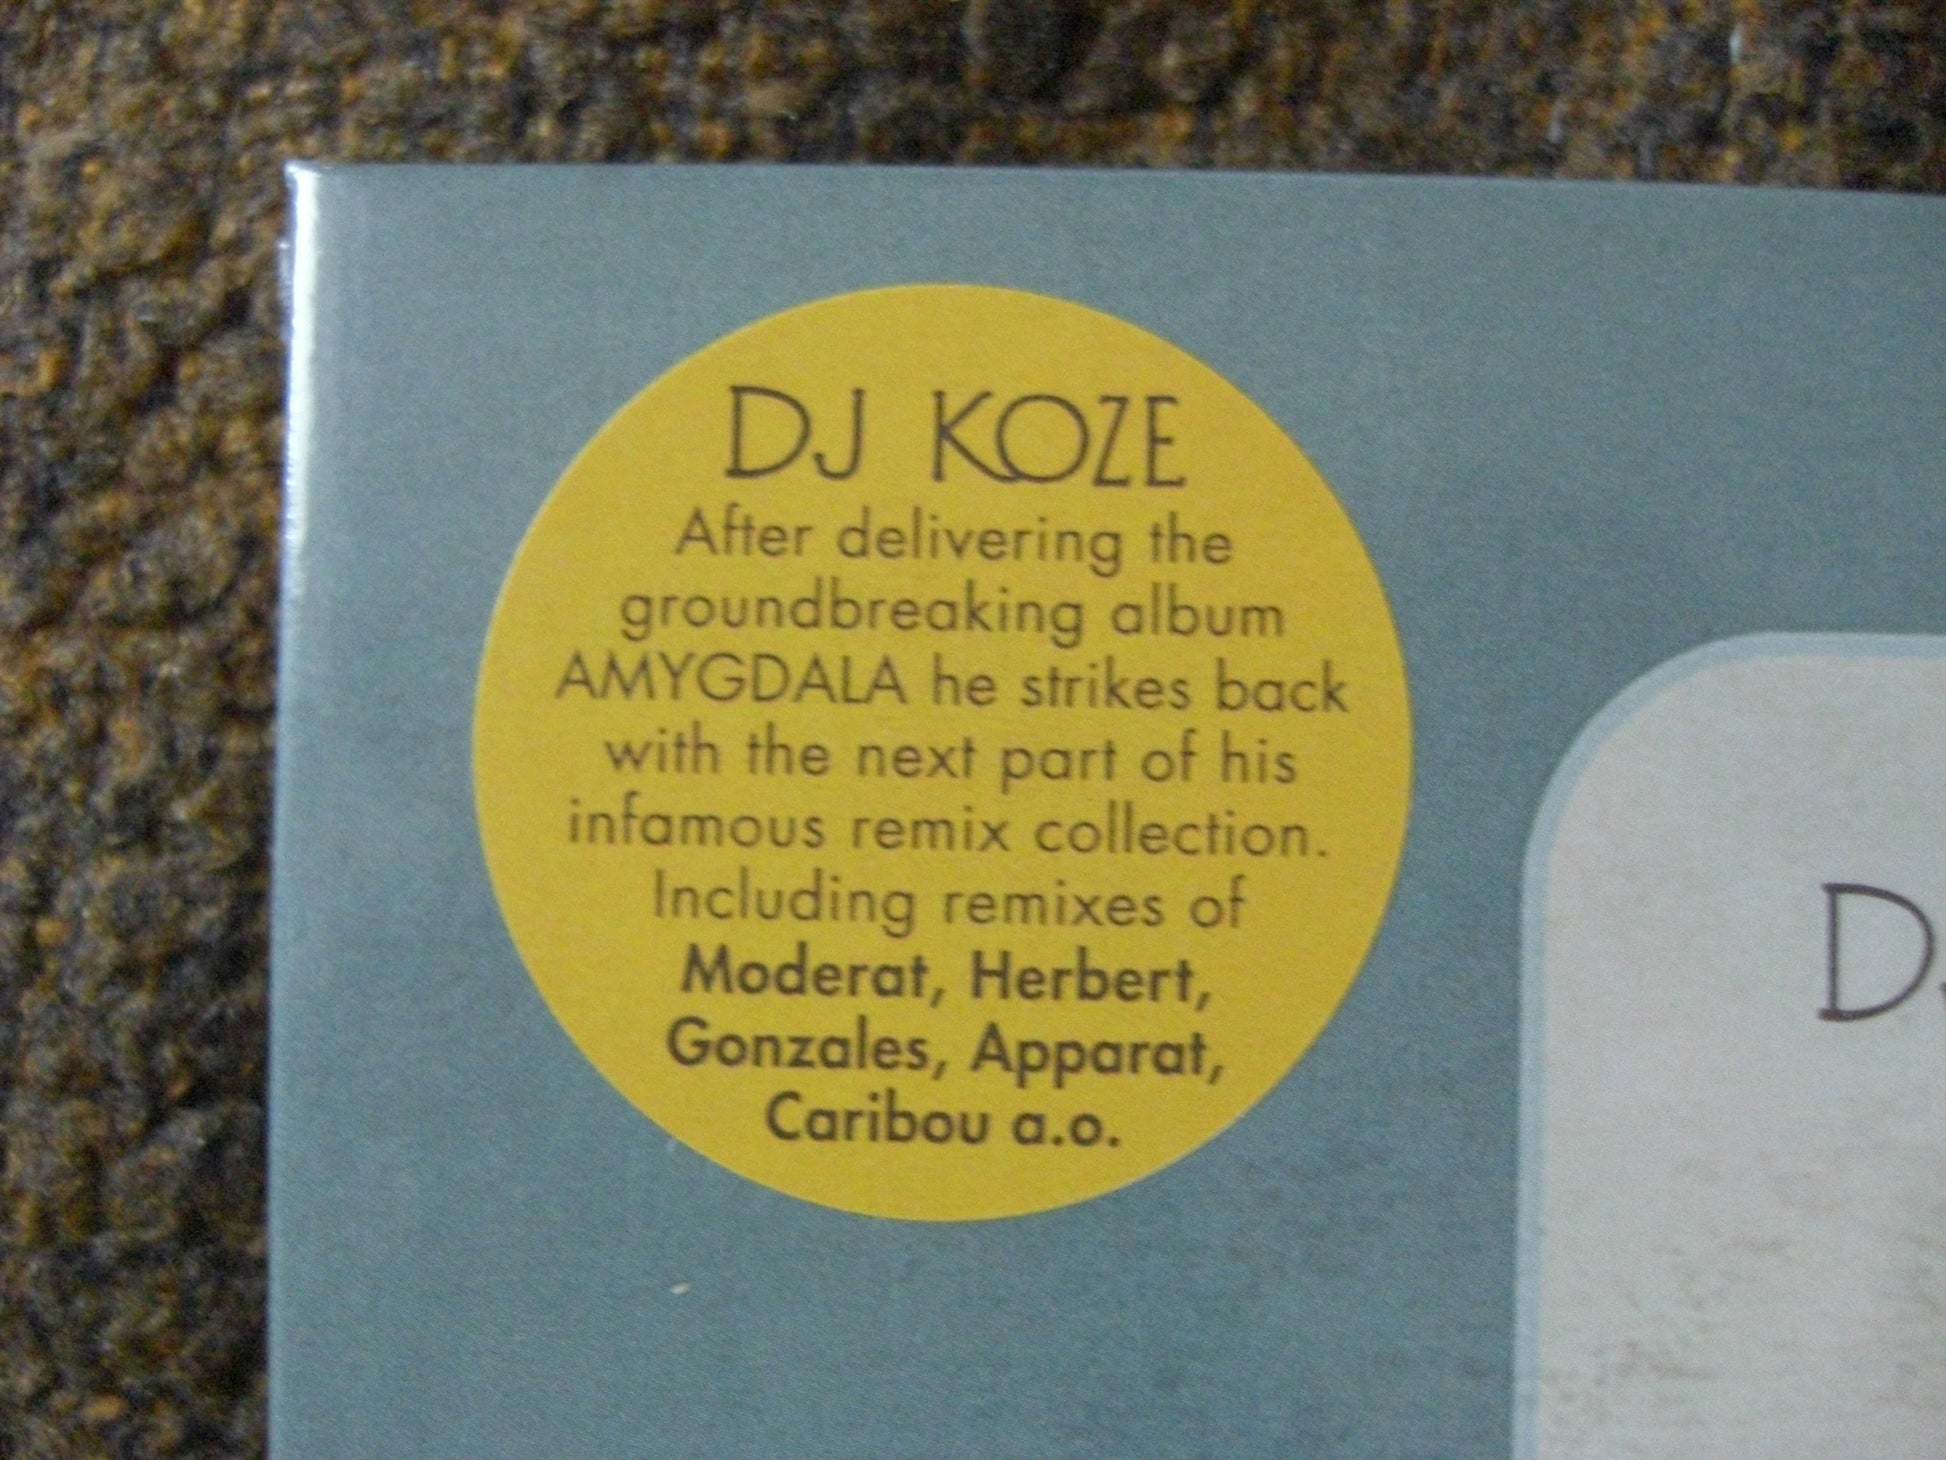 DJ KOZE
After delivering the
groundbreaking album
AMYGDALA he strikes back
with the next part of his
infamous remix collection.
Including remixes of
Moderat, Herbert,
Gonzales, Apparat,
Caribou a.o.